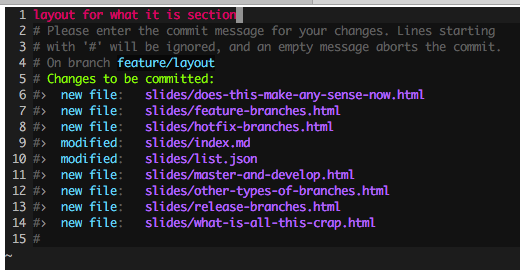 1 layout for what it is section
2 # Please enter the commit message for your changes. Lines starting
3 # with '#' will be ignored, and an empty message aborts the commit.
4 # On branch feature/layout
5 # Changes to be committed:
6 #› new file:   slides/does-this-make-any-sense-now.html
7 #› new file:   slides/feature-branches.html
8 #› new file:   slides/hotfix-branches.html
9 #› modified:   slides/index.md
10 #› modified:   slides/list.json
11 #› new file:   slides/master-and-develop.html
12 #› new file:   slides/other-types-of-branches.html
13 #› new file:   slides/release-branches.html
14 #› new file:   slides/what-is-all-this-crap.html
15 #
~